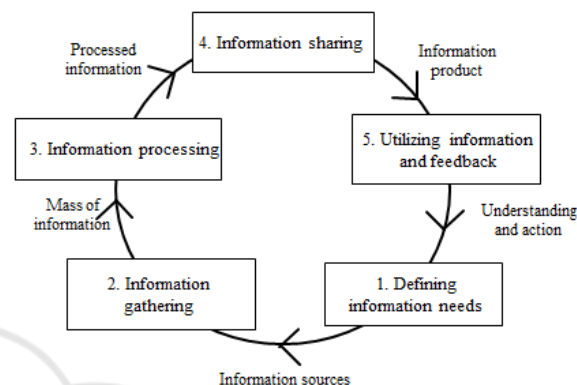 4. Information sharing
Processed
information
Information
product
3. Information processing
5. Utilizing information
and feedback
Mass of
information
Understanding
and action
2. Information
gathering
1. Defining
information needs
Information sources